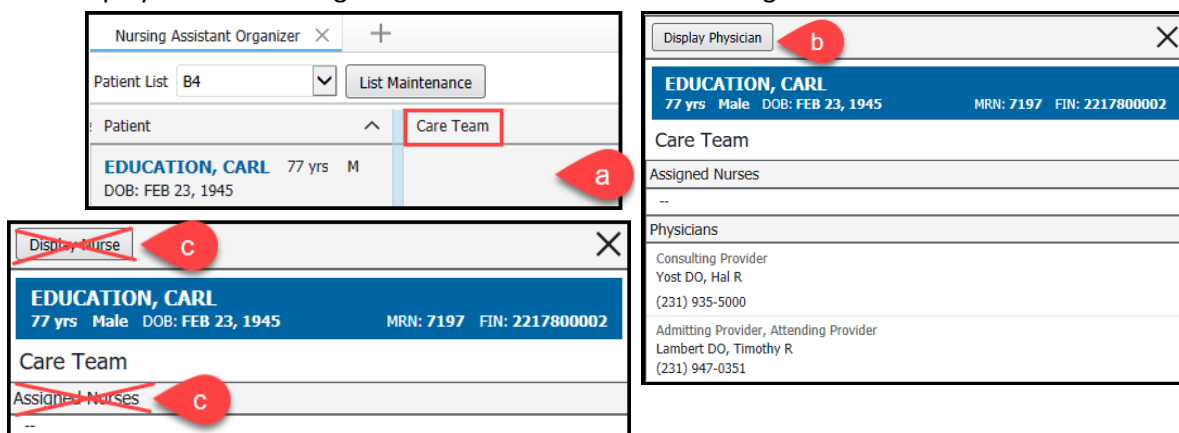 Nursing Assistant Organizer × +
Patient List B4 List Maintenance
Patient Care Team
EDUCATION, CARL 77 yrs M
DOB: FEB 23, 1945
a
Display Physician
b
EDUCATION, CARL
77 yrs Male DOB: FEB 23, 1945 MRN: 7197 FIN: 2217800002
Care Team
Assigned Nurses
--
Physicians
Consulting Provider
Yost DO, Hal R
(231) 935-5000
Admitting Provider, Attending Provider
Lambert DO, Timothy R
(231) 947-0351
Display Nurse
c
EDUCATION, CARL
77 yrs Male DOB: FEB 23, 1945 MRN: 7197 FIN: 2217800002
Care Team
Assigned Nurses
c
--